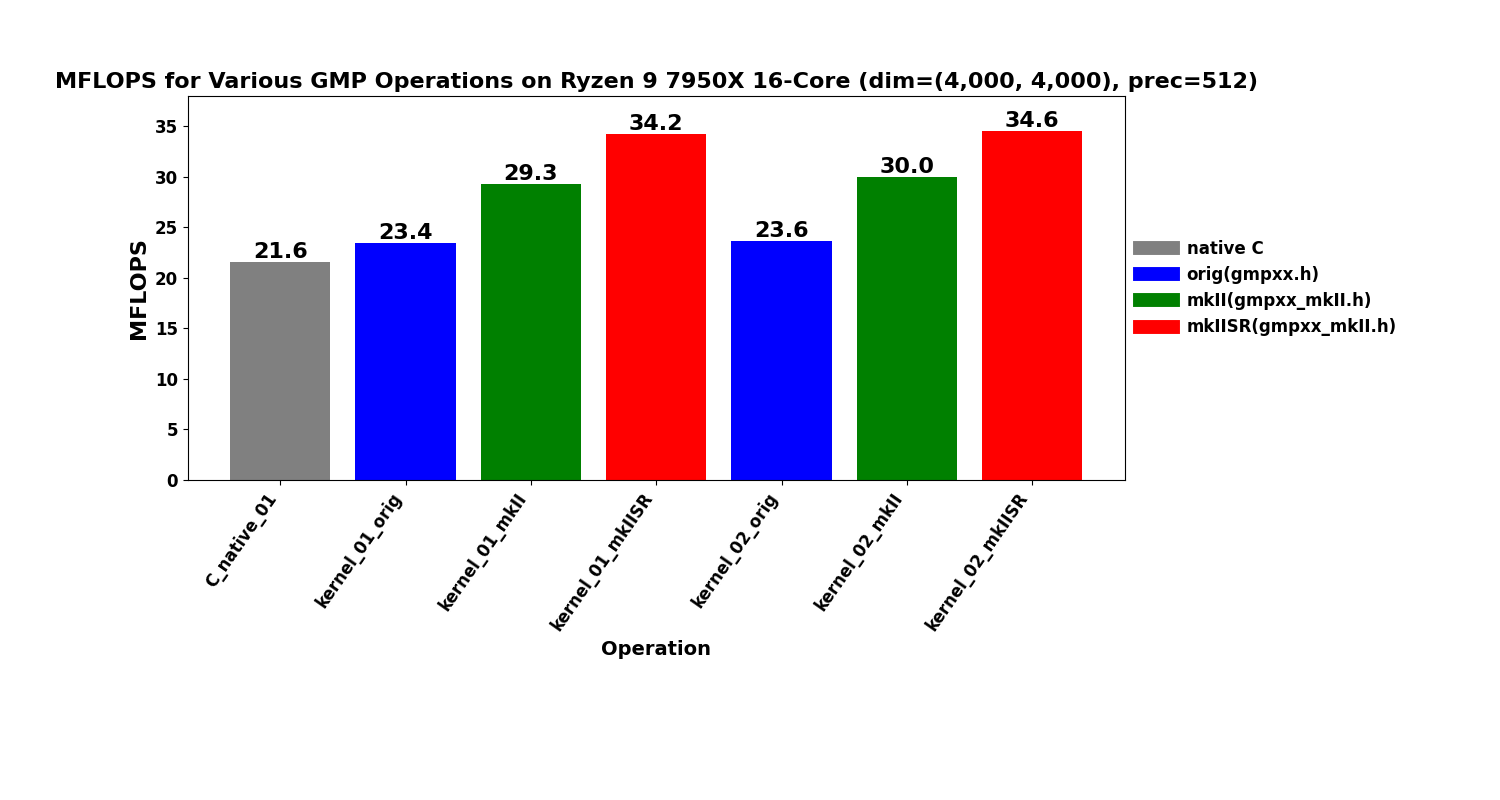 MFLOPS for Various GMP Operations on Ryzen 9 7950X 16-Core (dim=(4,000, 4,000), prec=512)
MFLOPS
35
30
25
20
15
10
5
0
21.6
23.4
29.3
34.2
23.6
30.0
34.6
C_native_01
kernel_01_orig
kernel_01_mkII
kernel_01_mkIISR
kernel_02_orig
kernel_02_mkII
kernel_02_mkIISR
Operation
native C
orig(gmpxx.h)
mkII(gmpxx_mkII.h)
mkIISR(gmpxx_mkII.h)